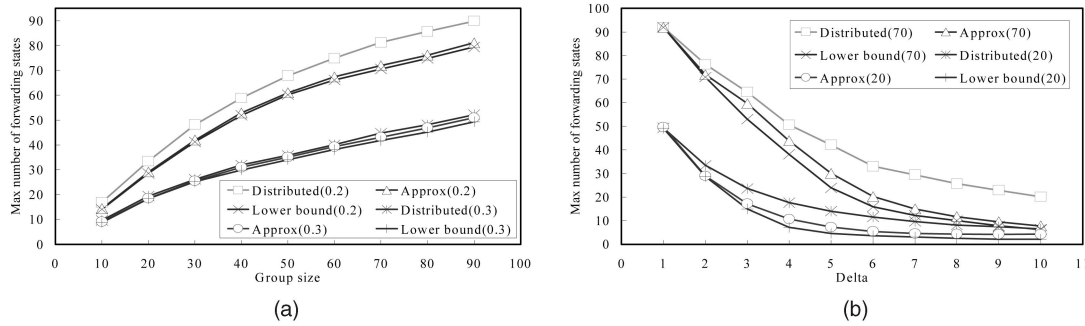 Max number of forwarding states
90
80
70
60
50
40
30
20
10
0
Distributed(0.2) Approx(0.2)
Lower bound(0.2) Distributed(0.3)
Approx(0.3) Lower bound(0.3)
0 10 20 30 40 50 60 70 80 90 100
Group size
(a)
Max number of forwarding states
100
90
80
70
60
50
40
30
20
10
0
Distributed(70) Approx(70)
Lower bound(70) Distributed(20)
Approx(20) Lower bound(20)
0 1 2 3 4 5 6 7 8 9 10 1
Delta
(b)